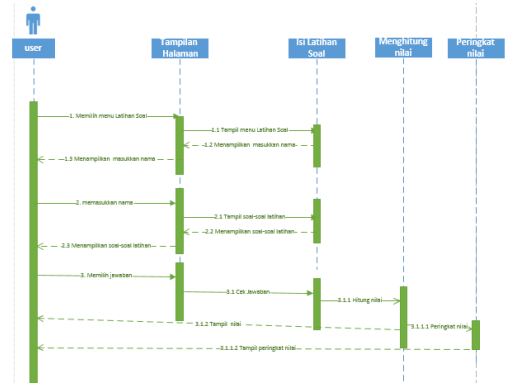 user
Tampilan
Halaman
Isi Latihan
Soal
Menghitung
nilai
Peringkat
nilai
1. Memilih menu Latihan Soal
1.1 Tampil menu Latihan Soal
1.2 Menampilkan masukkan nama
1.3 Menampilkan masukkan nama
2. memasukkan nama
2.1 Tampil soal-soal latihan
2.2 Menampilkan soal-soal latihan
2.3 Menampilkan soal-soal latihan
3. Memilih jawaban
3.1 Cek Jawaban
3.1.1 Hitung nilai
3.1.2 Tampil nilai
3.1.1.1 Peringkat nilai
3.1.1.2 Tampil peringkat nilai